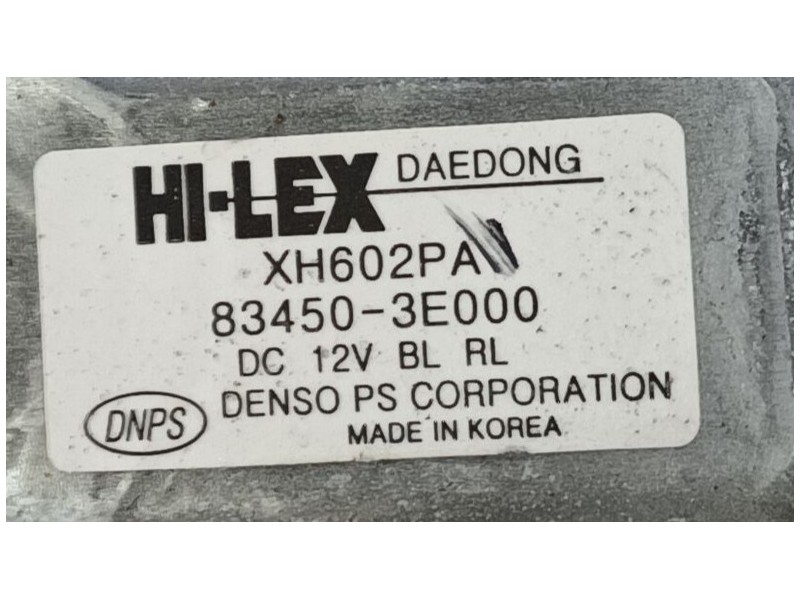 HI-LEX DAEDONG
XH602PA
83450-3E000
DC 12V BL RL
DNPS DENSO PS CORPORATION
MADE IN KOREA